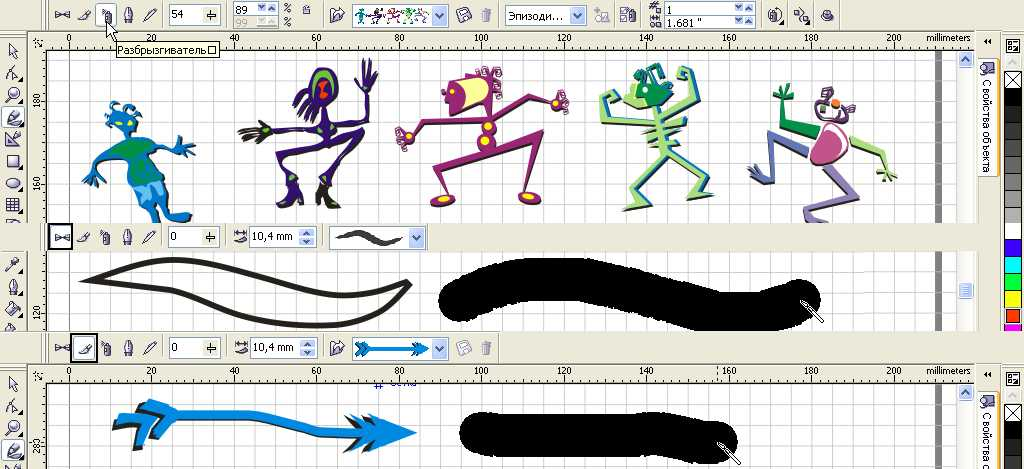 54 89 % 99 % Эпизоди... 1 1.681 "
Разбрызгиватель
0 20 40 60 80 100 120 140 160 180 200 millimeters
180
160
Свойства объекта
0 10,4 mm
120
0 10,4 mm
0 20 40 60 80 100 120 140 160 180 200 millimeters
280
Свойства о